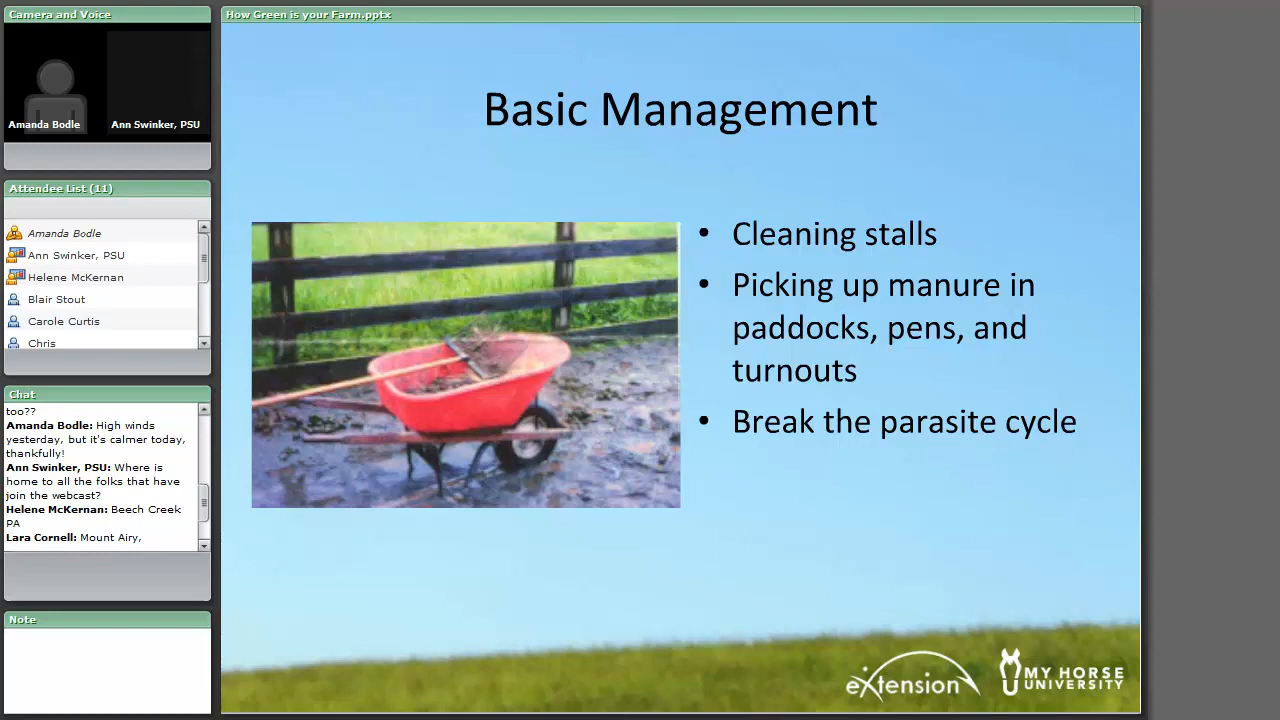 Camera and Voice
Amanda Bodle
Ann Swinker, PSU
Attendee List (11)
Amanda Bodle
Ann Swinker, PSU
Helene McKernan
Blair Stout
Carole Curtis
Chris
Chat
too??
Amanda Bodle: High winds
yesterday, but it's calmer today,
thankfully!
Ann Swinker, PSU: Where is
home to all the folks that have
join the webcast?
Helene McKernan: Beech Creek
PA
Lara Cornell: Mount Airy,
Note
How Green is your Farm.pptx
Basic Management
• Cleaning stalls
• Picking up manure in
paddocks, pens, and
turnouts
• Break the parasite cycle
eXtension
MY HORSE
UNIVERSITY